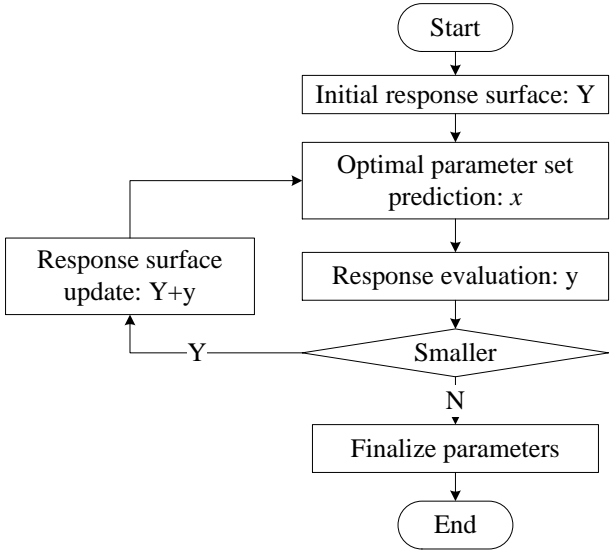 Start
Initial response surface: Y
Optimal parameter set
prediction: x
Response surface
update: Y+y
Response evaluation: y
Smaller
Y
N
Finalize parameters
End